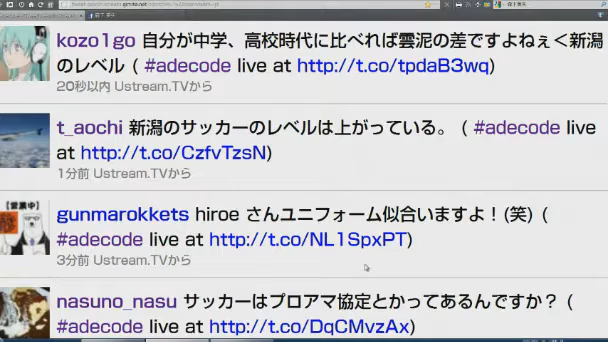 kozo1go 自分が中学、高校時代に比べれば雲泥の差ですよねぇ＜新潟
のレベル ( #adecode live at http://t.co/tpdaB3wq)
20秒以内 Ustream.TVから
t_aochi 新潟のサッカーのレベルは上がっている。 ( #adecode live
at http://t.co/CzfvTzsN)
1分前 Ustream.TVから
【営業中】
gunmarokkets hiroe さんユニフォーム似合いますよ！(笑) (
#adecode live at http://t.co/NL1SpxPT)
3分前 Ustream.TVから
nasuno_nasu サッカーはプロアマ協定とかってあるんですか？ (
#adecode live at http://t.co/DqCMvzAx)